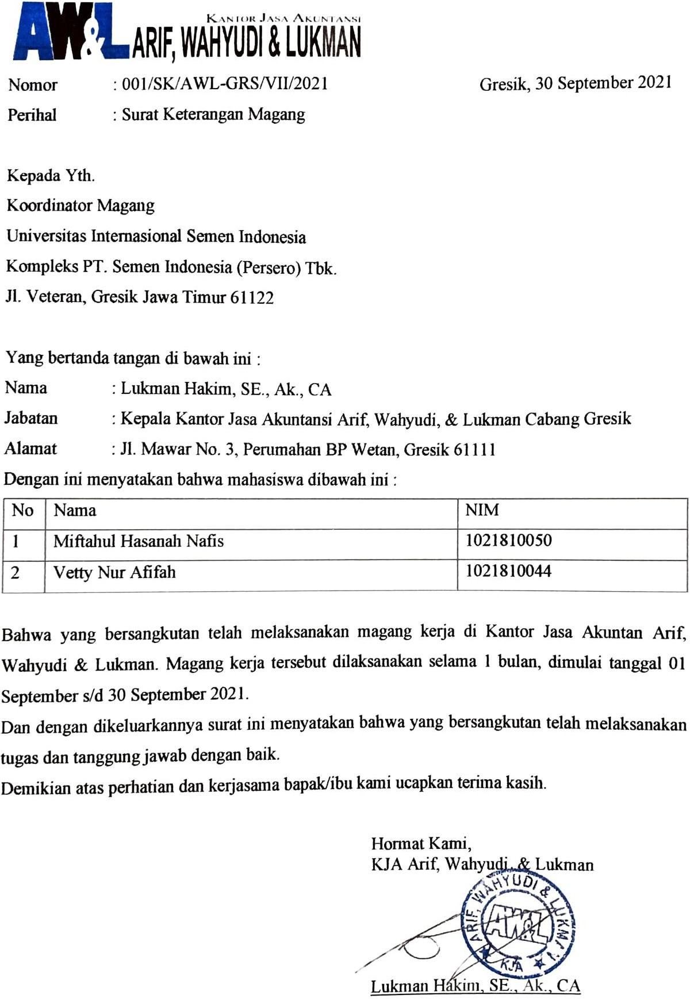 AW&L KANTOR JASA AKUNTANSI
ARIF, WAHYUDI & LUKMAN
Nomor : 001/SK/AWL-GRS/VII/2021 Gresik, 30 September 2021
Perihal : Surat Keterangan Magang
Kepada Yth.
Koordinator Magang
Universitas Internasional Semen Indonesia
Kompleks PT. Semen Indonesia (Persero) Tbk.
Jl. Veteran, Gresik Jawa Timur 61122
Yang bertanda tangan di bawah ini :
Nama : Lukman Hakim, SE., Ak., CA
Jabatan : Kepala Kantor Jasa Akuntansi Arif, Wahyudi, & Lukman Cabang Gresik
Alamat : Jl. Mawar No. 3, Perumahan BP Wetan, Gresik 61111
Dengan ini menyatakan bahwa mahasiswa dibawah ini :
No Nama NIM
1 Miftahul Hasanah Nafis 1021810050
2 Vetty Nur Afifah 1021810044
Bahwa yang bersangkutan telah melaksanakan magang kerja di Kantor Jasa Akuntan Arif,
Wahyudi & Lukman. Magang kerja tersebut dilaksanakan selama 1 bulan, dimulai tanggal 01
September s/d 30 September 2021.
Dan dengan dikeluarkannya surat ini menyatakan bahwa yang bersangkutan telah melaksanakan
tugas dan tanggung jawab dengan baik.
Demikian atas perhatian dan kerjasama bapak/ibu kami ucapkan terima kasih.
Hormat Kami,
KJA Arif, Wahyudi, & Lukman
ARIF, WAHYUDI & LUKMAN
AW&L
KJA
Lukman Hakim, SE., Ak., CA